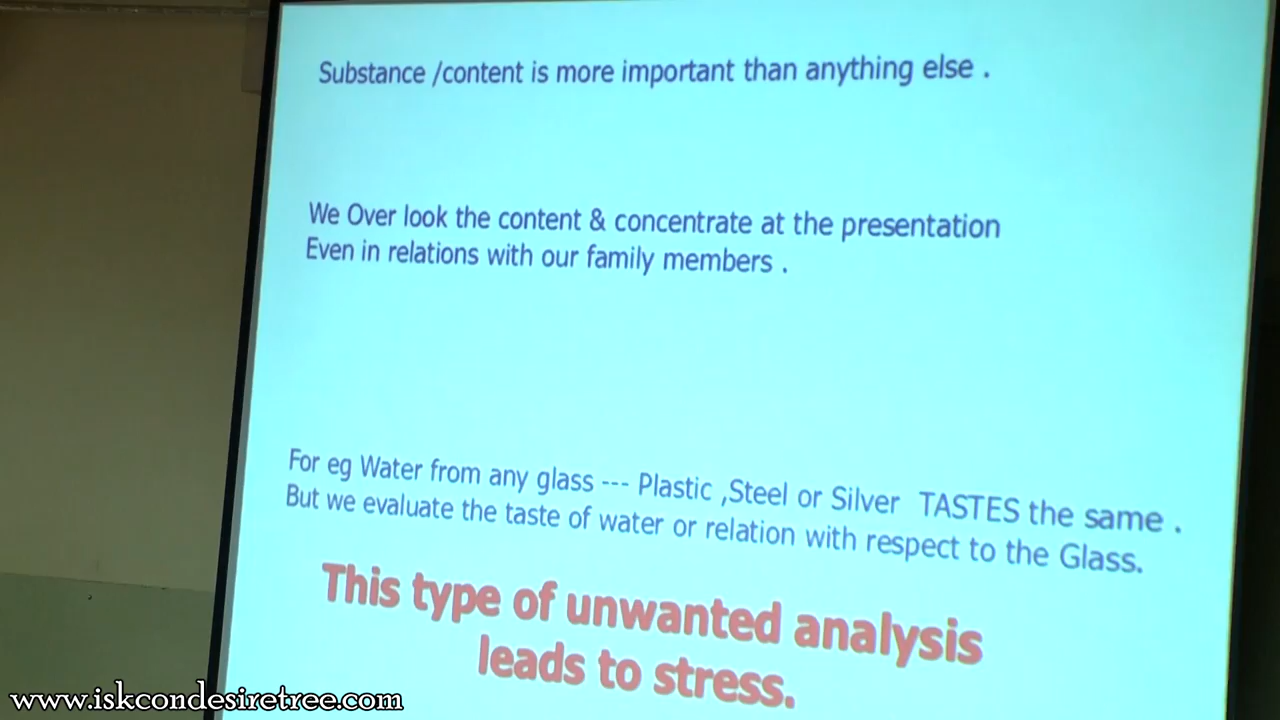 Substance /content is more important than anything else .
We Over look the content & concentrate at the presentation
Even in relations with our family members .
For eg Water from any glass --- Plastic ,Steel or Silver TASTES the same .
But we evaluate the taste of water or relation with respect to the Glass.
This type of unwanted analysis
leads to stress.
www.iskcondesiretree.com